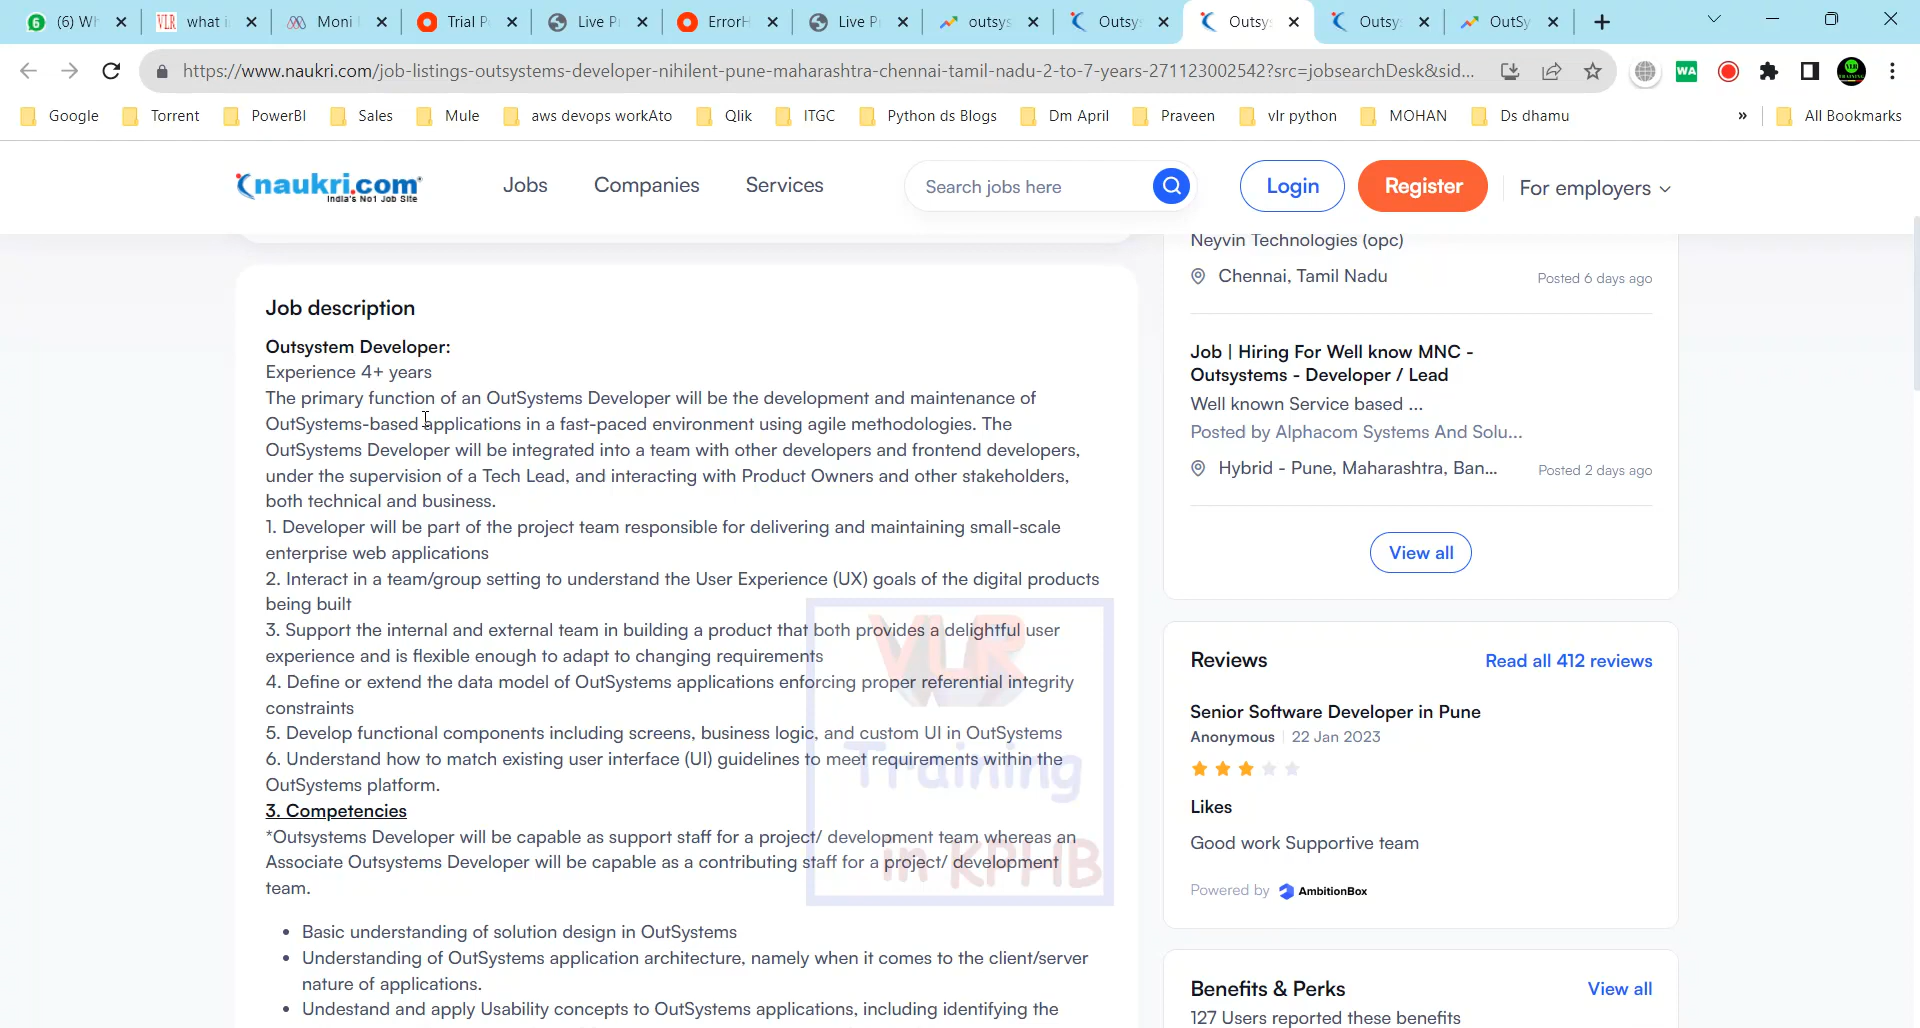 (6) Wh
what i
Moni
Trial P
Live P
ErrorH
Live P
outsys
Outsy
Outsy
Outsy
OutSy
https://www.naukri.com/job-listings-outsystems-developer-nihilent-pune-maharashtra-chennai-tamil-nadu-2-to-7-years-271123002542?src=jobsearchDesk&sid...
Google Torrent PowerBI Sales Mule aws devops workAto Qlik ITGC Python ds Blogs Dm April Praveen vlr python MOHAN Ds dhamu » All Bookmarks
naukri.com
India's No1 Job Site
Jobs Companies Services
Search jobs here
Login Register For employers
Job description
Outsystem Developer:
Experience 4+ years
The primary function of an OutSystems Developer will be the development and maintenance of
OutSystems-based applications in a fast-paced environment using agile methodologies. The
OutSystems Developer will be integrated into a team with other developers and frontend developers,
under the supervision of a Tech Lead, and interacting with Product Owners and other stakeholders,
both technical and business.
1. Developer will be part of the project team responsible for delivering and maintaining small-scale
enterprise web applications
2. Interact in a team/group setting to understand the User Experience (UX) goals of the digital products
being built
3. Support the internal and external team in building a product that both provides a delightful user
experience and is flexible enough to adapt to changing requirements
4. Define or extend the data model of OutSystems applications enforcing proper referential integrity
constraints
5. Develop functional components including screens, business logic, and custom UI in OutSystems
6. Understand how to match existing user interface (UI) guidelines to meet requirements within the
OutSystems platform.
3. Competencies
*Outsystems Developer will be capable as support staff for a project/ development team whereas an
Associate Outsystems Developer will be capable as a contributing staff for a project/ development
team.
• Basic understanding of solution design in OutSystems
• Understanding of OutSystems application architecture, namely when it comes to the client/server
nature of applications.
• Undestand and apply Usability concepts to OutSystems applications, including identifying the
VLR
Training
in KPHB
Neyvin Technologies (opc)
Chennai, Tamil Nadu
Posted 6 days ago
Job | Hiring For Well know MNC -
Outsystems - Developer / Lead
Well known Service based ...
Posted by Alphacom Systems And Solu...
Hybrid - Pune, Maharashtra, Ban...
Posted 2 days ago
View all
Reviews
Read all 412 reviews
Senior Software Developer in Pune
Anonymous | 22 Jan 2023
Likes
Good work Supportive team
Powered by AmbitionBox
Benefits & Perks
View all
127 Users reported these benefits